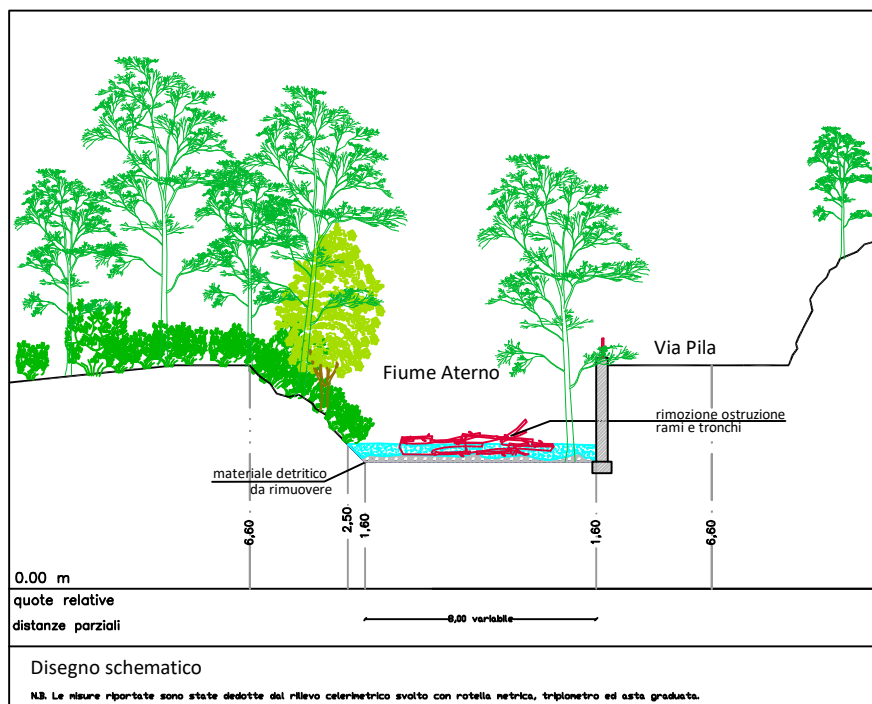 Via Pila
Fiume Aterno
rimozione ostruzione
rami e tronchi
materiale detritico
da rimuovere
6,60
2,50
1,60
1,60
6,60
0.00 m
quote relative
distanze parziali
8,00 variabile
Disegno schematico
N.B. Le misure riportate sono state dedotte dal rilievo celerimetrico svolto con rotella metrica, triplometro ed asta graduata.